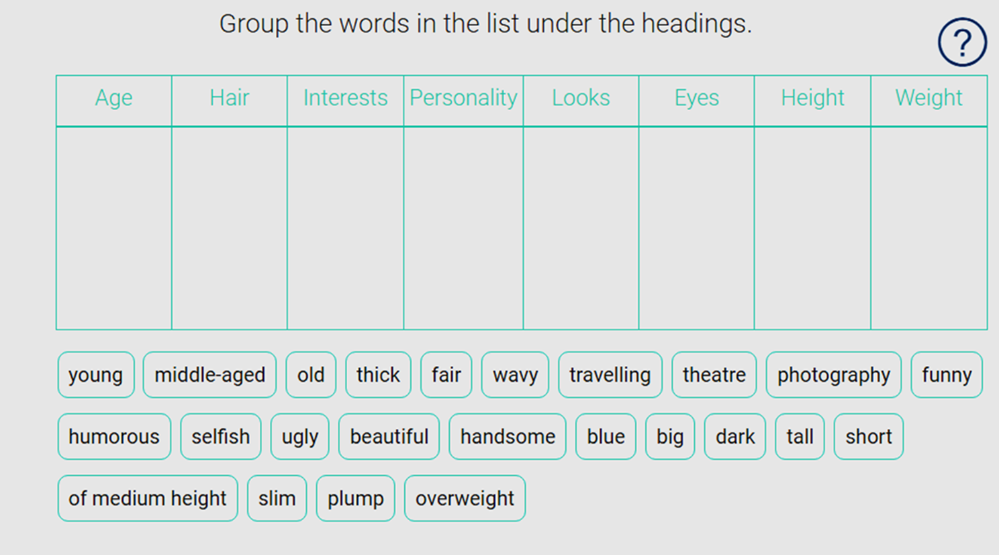 Group the words in the list under the headings.
?
Age Hair Interests Personality Looks Eyes Height Weight
young middle-aged old thick fair wavy travelling theatre photography funny
humorous selfish ugly beautiful handsome blue big dark tall short
of medium height slim plump overweight